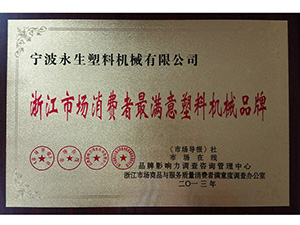 宁波永生塑料机械有限公司
浙江市场消费者最满意塑料机械品牌
《市场导报》社
市场在线
品牌影响力调查咨询管理中心
浙江市场商品与服务质量消费者满意度调查办公室
二〇一三年